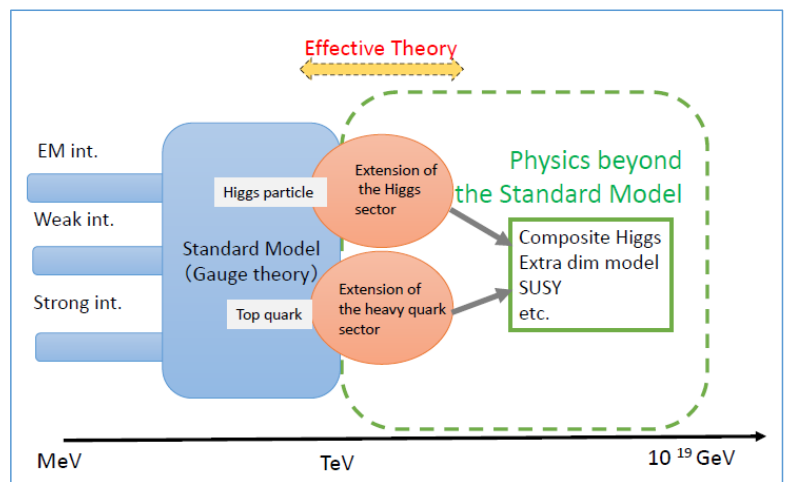 Effective Theory
EM int.
Weak int.
Strong int.
Higgs particle
Standard Model
（Gauge theory）
Top quark
Extension of
the Higgs
sector
Extension of
the heavy quark
sector
Physics beyond
the Standard Model
Composite Higgs
Extra dim model
SUSY
etc.
MeV
TeV
10 19 GeV